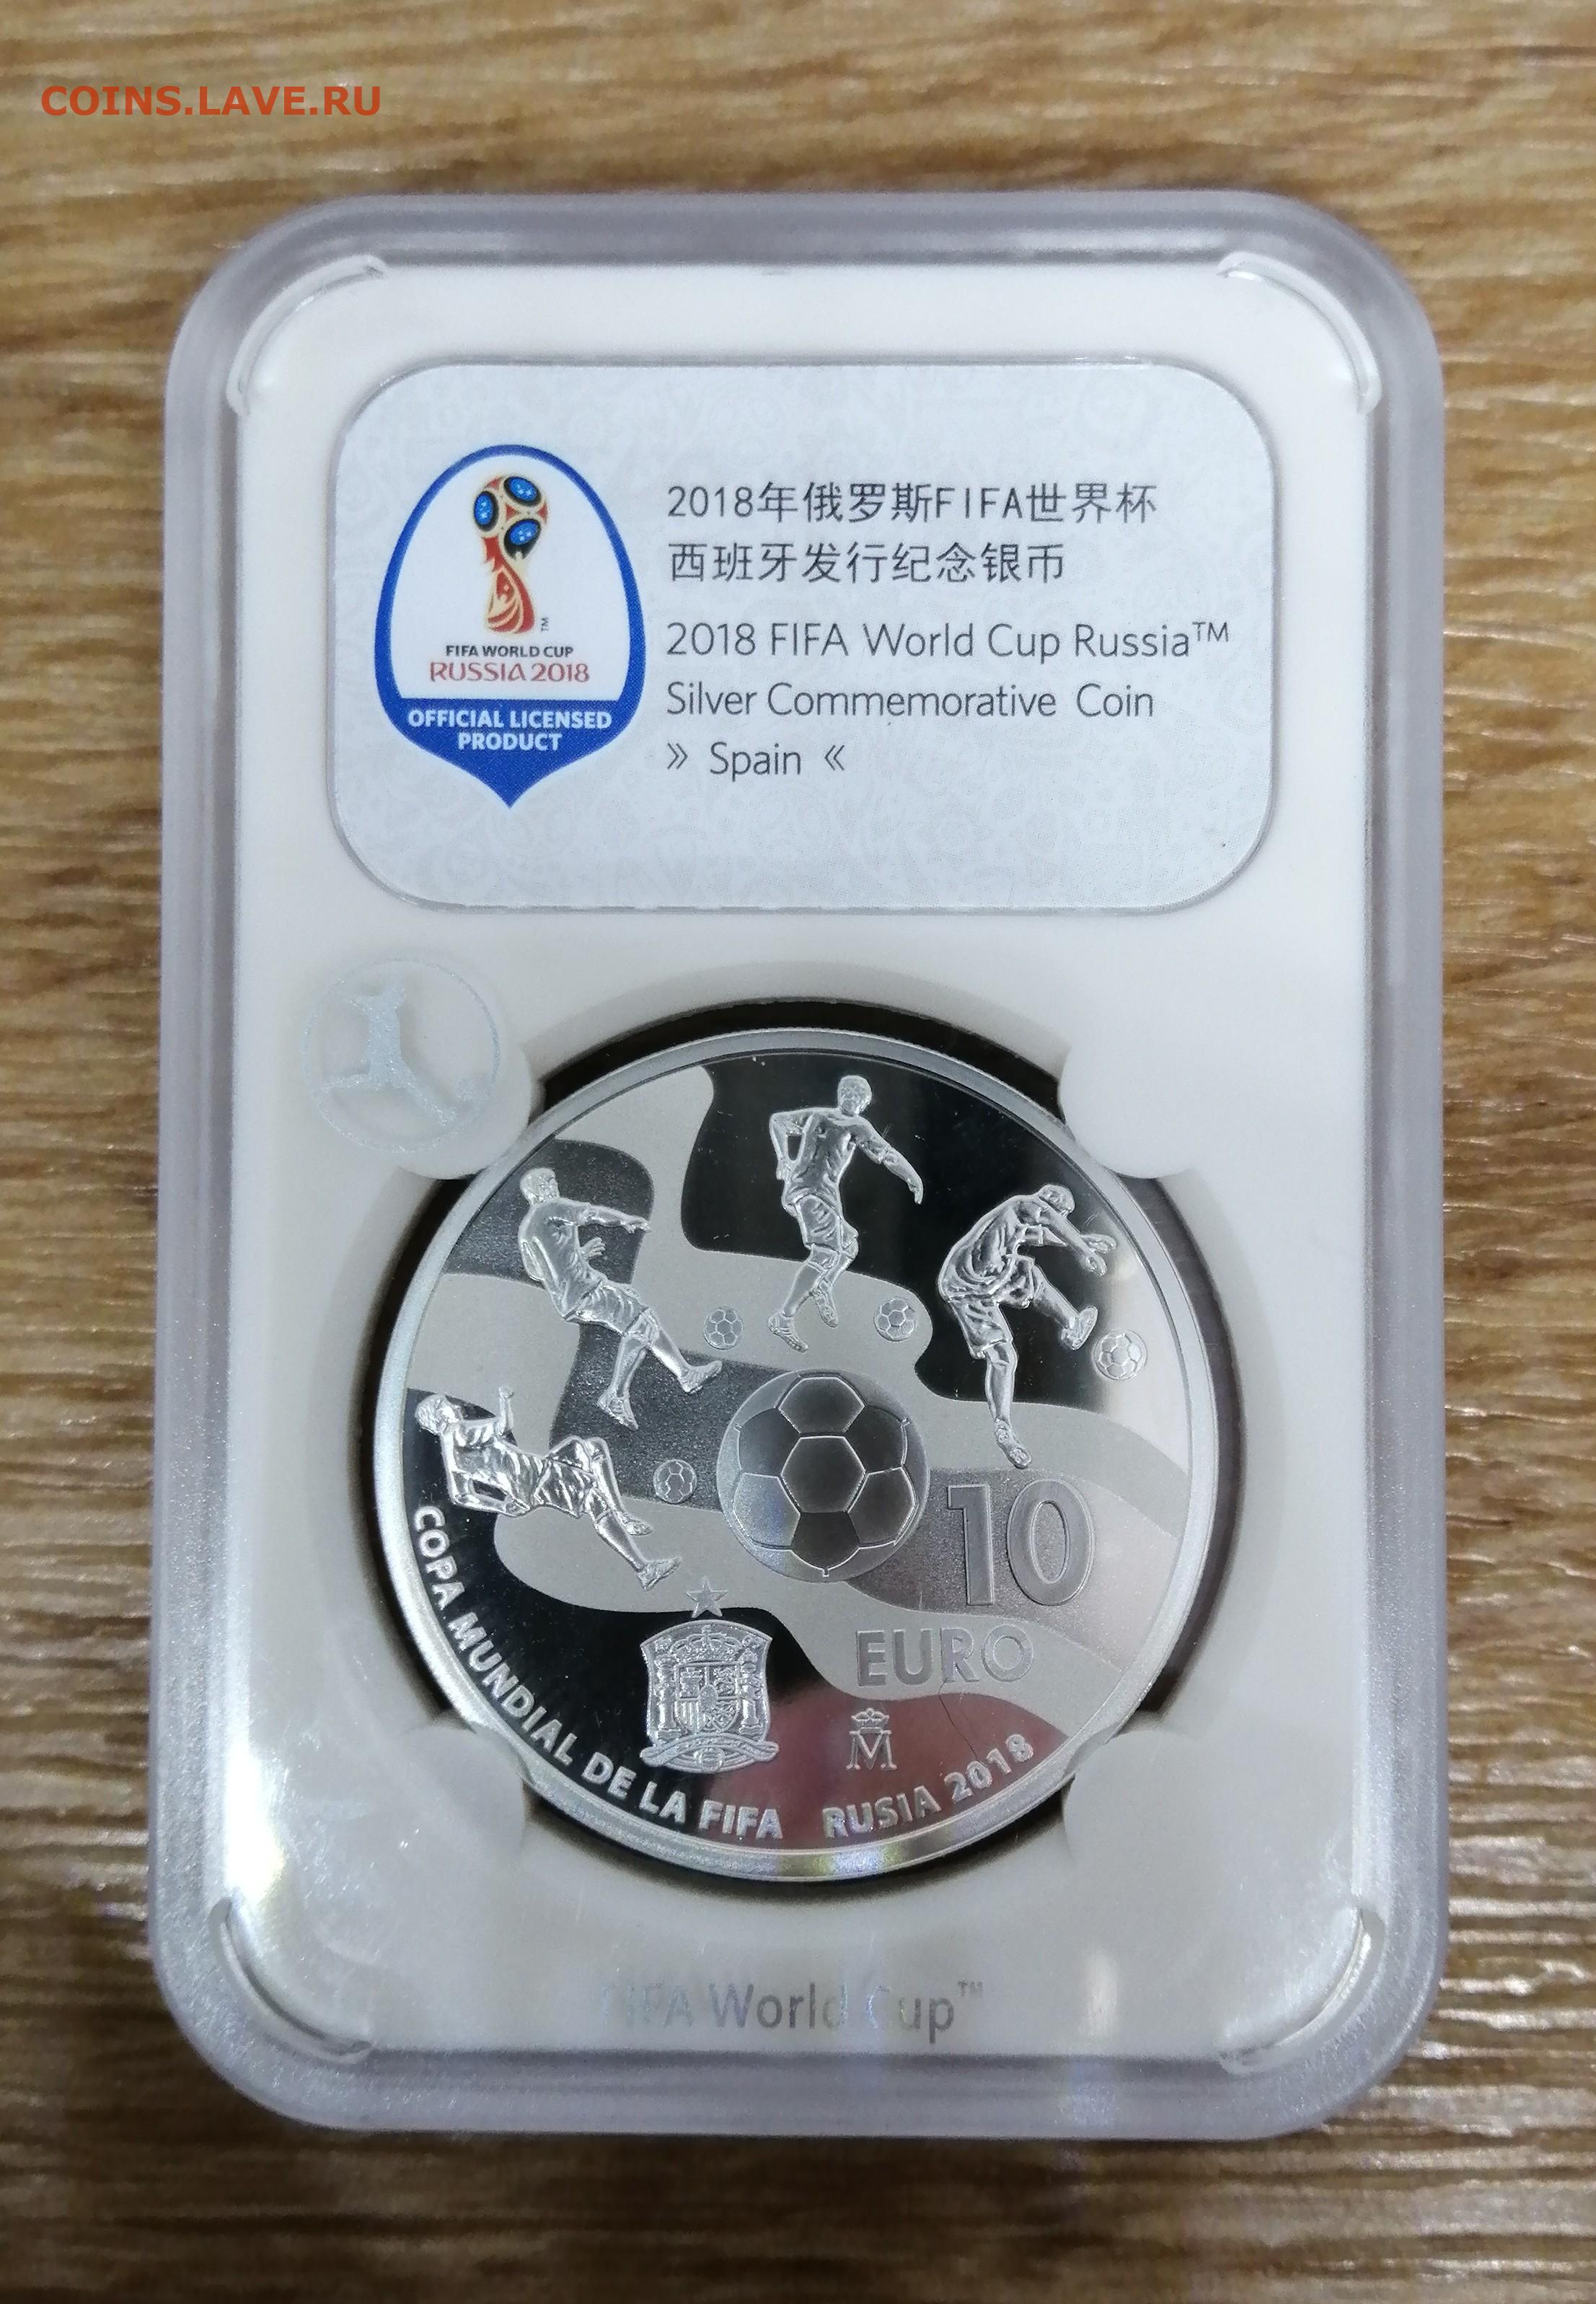 COINS.LAVE.RU
FIFA WORLD CUP
RUSSIA 2018
OFFICIAL LICENSED
PRODUCT
2018年俄罗斯FIFA世界杯
西班牙发行纪念银币
2018 FIFA World Cup Russia™
Silver Commemorative Coin
» Spain «
10
EURO
M
COPA MUNDIAL DE LA FIFA RUSIA 2018
FIFA World Cup™